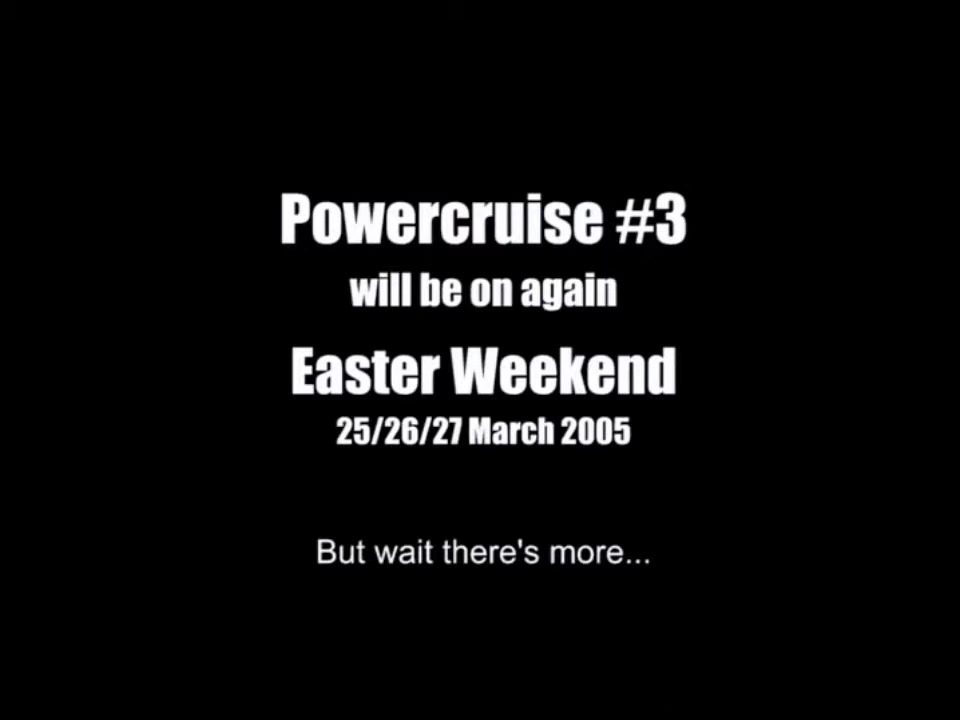 Powercruise #3
will be on again
Easter Weekend
25/26/27 March 2005
But wait there's more...